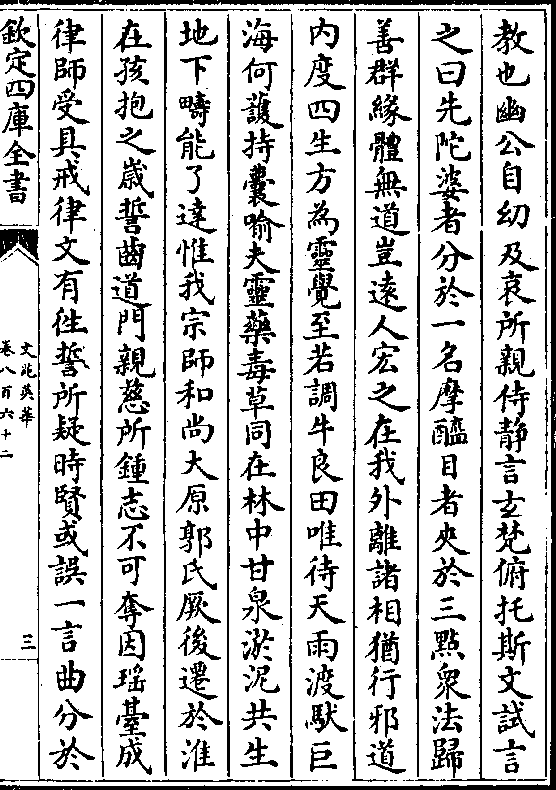 教也幽公自幼及衰所親侍靜言玄梵俯托斯文試言
之曰先陀婆者分於一名摩醯目者夾於三點衆法歸
善群緣體無道豈遠人宏之在我外離諸相猶行邪道
内度四生方為靈覺至若調牛良田唯待天雨渡馱巨
海何䕶持囊喻夫靈藥毒草同在林中甘泉淤泥共生
地下疇能了達惟我宗師和尚大原郭氏厥後遷於淮
在孩抱之嵗誓齒道門親慈所鍾志不可奪因瑶臺成
律師受具戒律文有徃誓所疑時賢或誤一言曲分於
欽定四庫全書
文苑英華
卷八百六十二
三